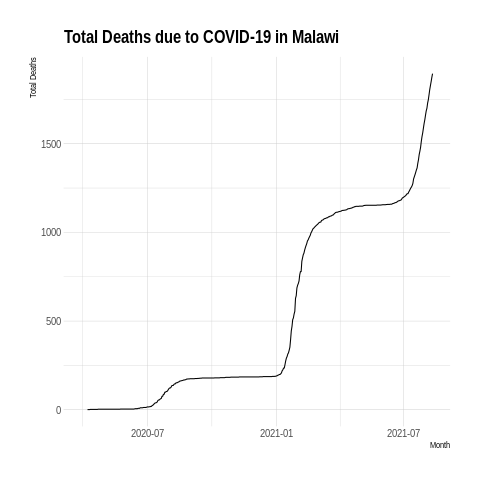 Total Deaths due to COVID-19 in Malawi
Total Deaths
1500
1000
500
0
2020-07
2021-01
2021-07
Month